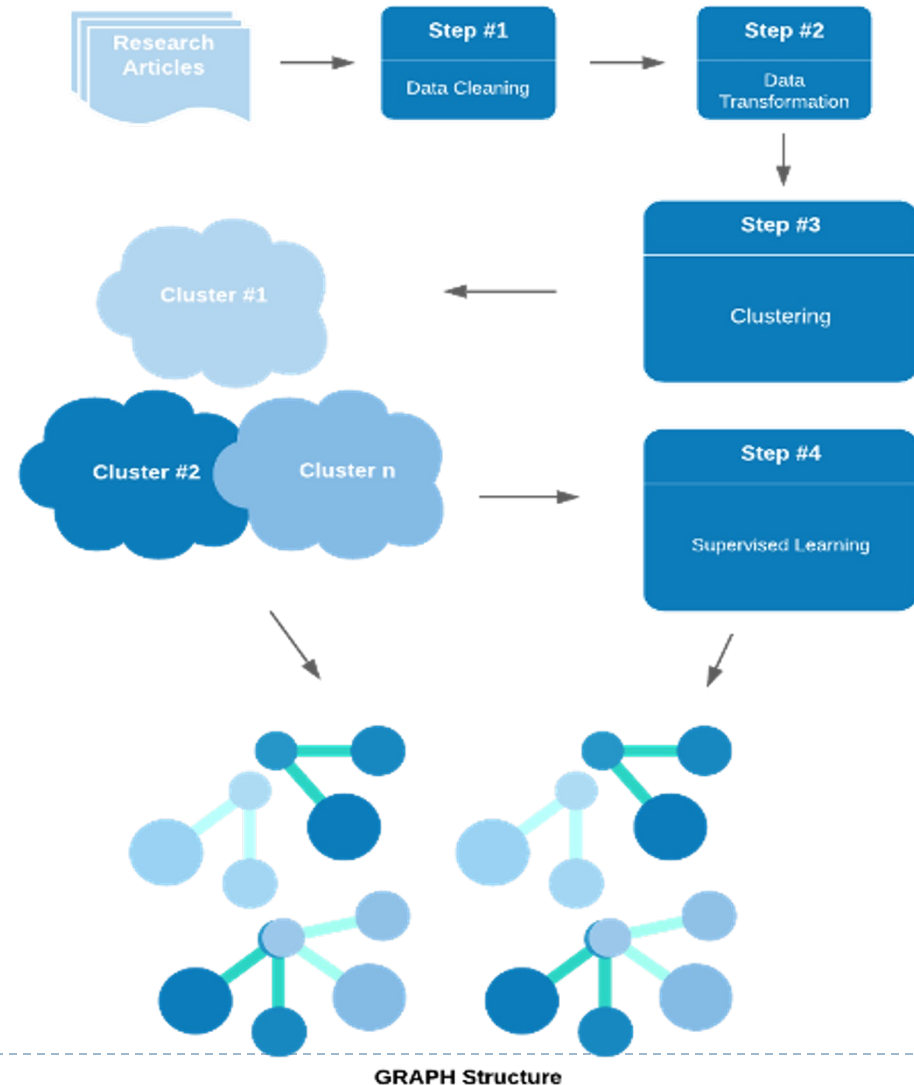 Research
Articles
Step #1
Data Cleaning
Step #2
Data
Transformation
Step #3
Clustering
Cluster #1
Cluster #2
Cluster n
Step #4
Supervised Learning
GRAPH Structure